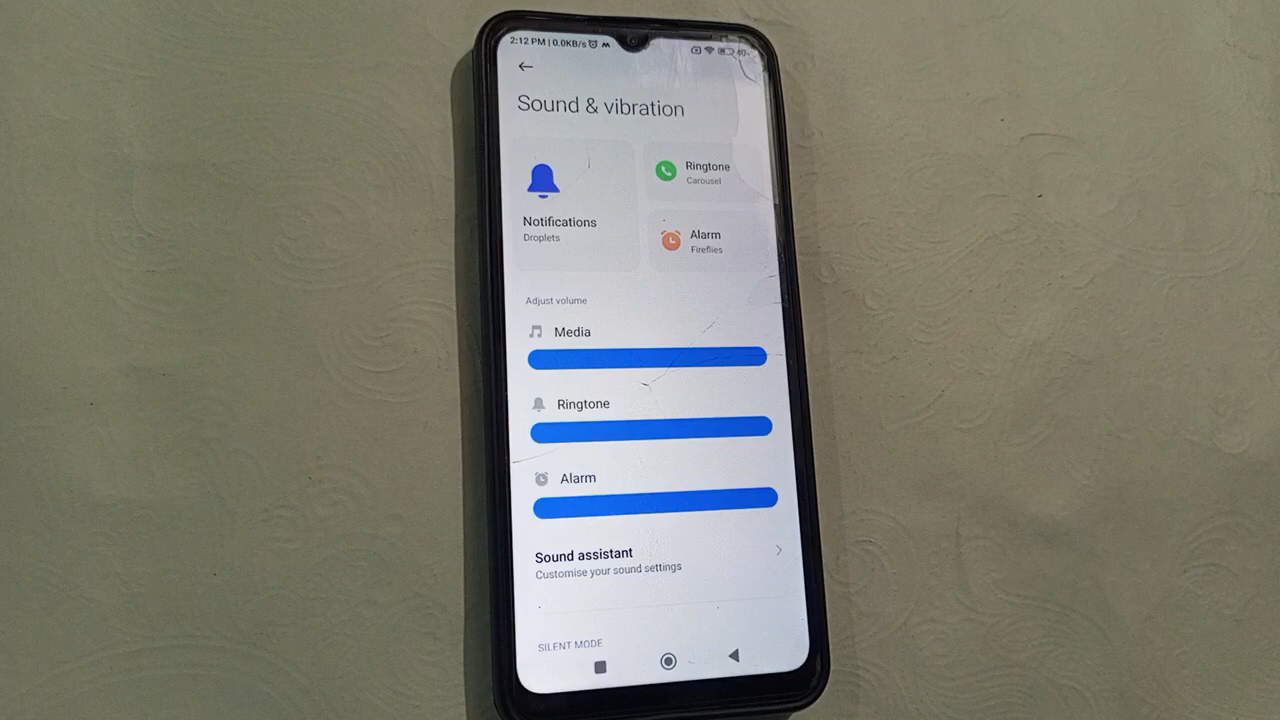 2:12 PM | 0.0KB/s
Sound & vibration
Notifications
Droplets
Ringtone
Carousel
Alarm
Fireflies
Adjust volume
Media
Ringtone
Alarm
Sound assistant
Customise your sound settings
SILENT MODE